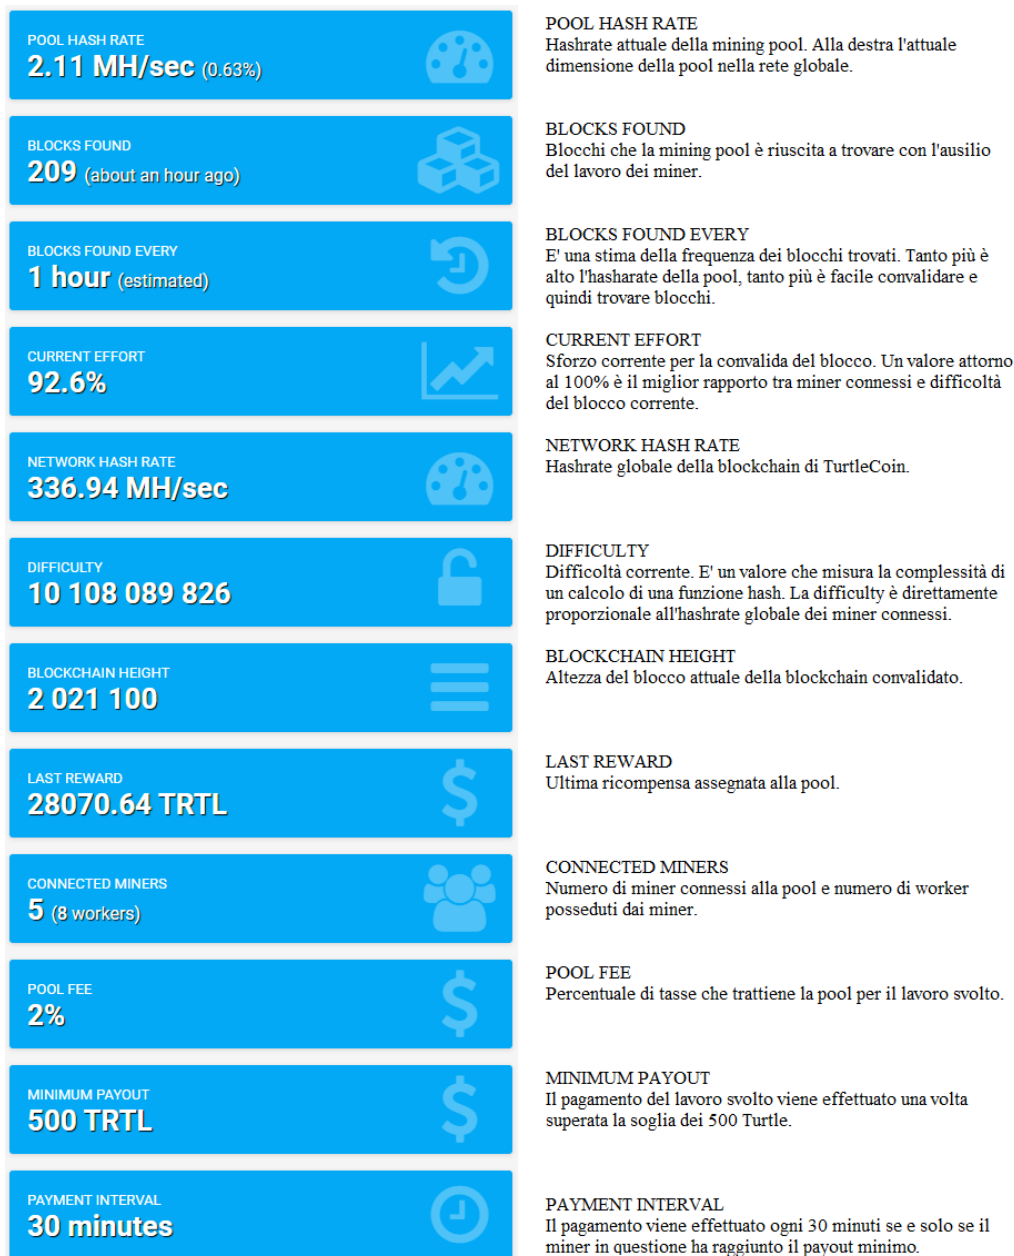 POOL HASH RATE
2.11 MH/sec (0.63%)
POOL HASH RATE
Hashrate attuale della mining pool. Alla destra l'attuale
dimensione della pool nella rete globale.
BLOCKS FOUND
209 (about an hour ago)
BLOCKS FOUND
Blocchi che la mining pool è riuscita a trovare con l'ausilio
del lavoro dei miner.
BLOCKS FOUND EVERY
1 hour (estimated)
BLOCKS FOUND EVERY
E' una stima della frequenza dei blocchi trovati. Tanto più è
alto l'hasharate della pool, tanto più è facile convalidare e
quindi trovare blocchi.
CURRENT EFFORT
92.6%
CURRENT EFFORT
Sforzo corrente per la convalida del blocco. Un valore attorno
al 100% è il miglior rapporto tra miner connessi e difficoltà
del blocco corrente.
NETWORK HASH RATE
336.94 MH/sec
NETWORK HASH RATE
Hashrate globale della blockchain di TurtleCoin.
DIFFICULTY
10 108 089 826
DIFFICULTY
Difficoltà corrente. E' un valore che misura la complessità di
un calcolo di una funzione hash. La difficulty è direttamente
proporzionale all'hashrate globale dei miner connessi.
BLOCKCHAIN HEIGHT
2 021 100
BLOCKCHAIN HEIGHT
Altezza del blocco attuale della blockchain convalidato.
LAST REWARD
28070.64 TRTL
LAST REWARD
Ultima ricompensa assegnata alla pool.
CONNECTED MINERS
5 (8 workers)
CONNECTED MINERS
Numero di miner connessi alla pool e numero di worker
posseduti dai miner.
POOL FEE
2%
POOL FEE
Percentuale di tasse che trattiene la pool per il lavoro svolto.
MINIMUM PAYOUT
500 TRTL
MINIMUM PAYOUT
Il pagamento del lavoro svolto viene effettuato una volta
superata la soglia dei 500 Turtle.
PAYMENT INTERVAL
30 minutes
PAYMENT INTERVAL
Il pagamento viene effettuato ogni 30 minuti se e solo se il
miner in questione ha raggiunto il payout minimo.